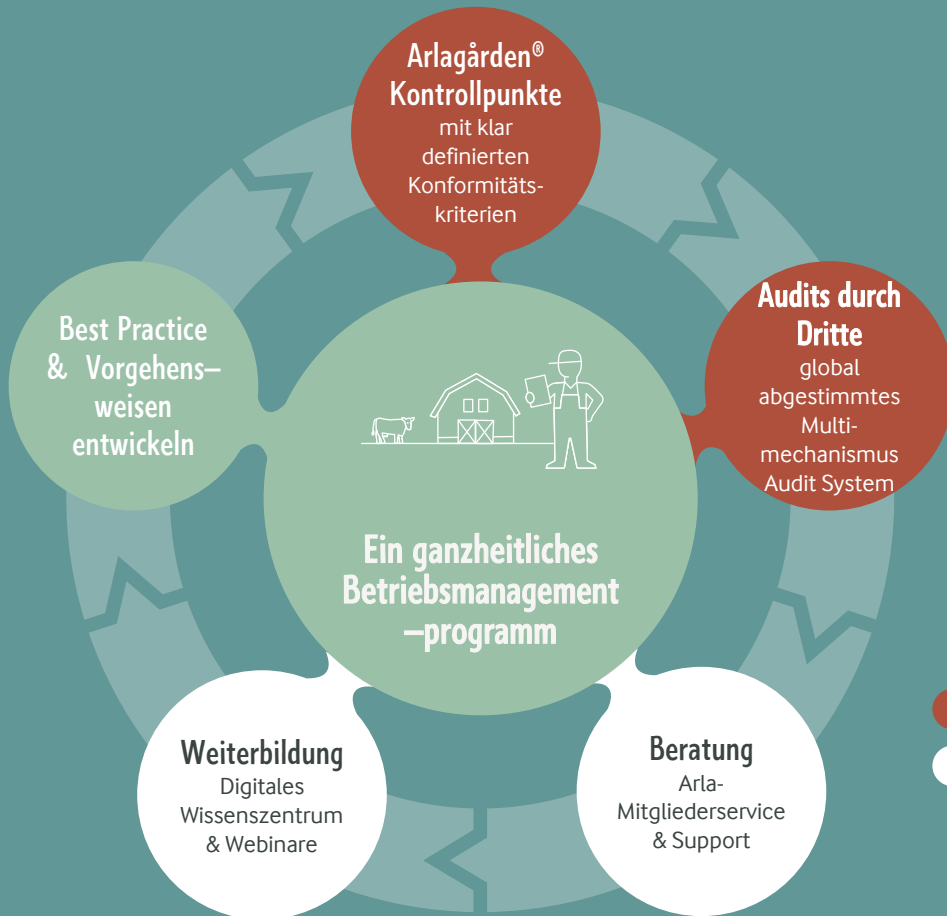 Arlagården®
Kontrollpunkte
mit klar
definierten
Konformitäts-
kriterien
Audits durch
Dritte
global
abgestimmtes
Multi-
mechanismus
Audit System
Beratung
Arla-
Mitgliederservice
& Support
Weiterbildung
Digitales
Wissenszentrum
& Webinare
Best Practice
& Vorgehens–
weisen
entwickeln
Ein ganzheitliches
Betriebsmanagement
–programm